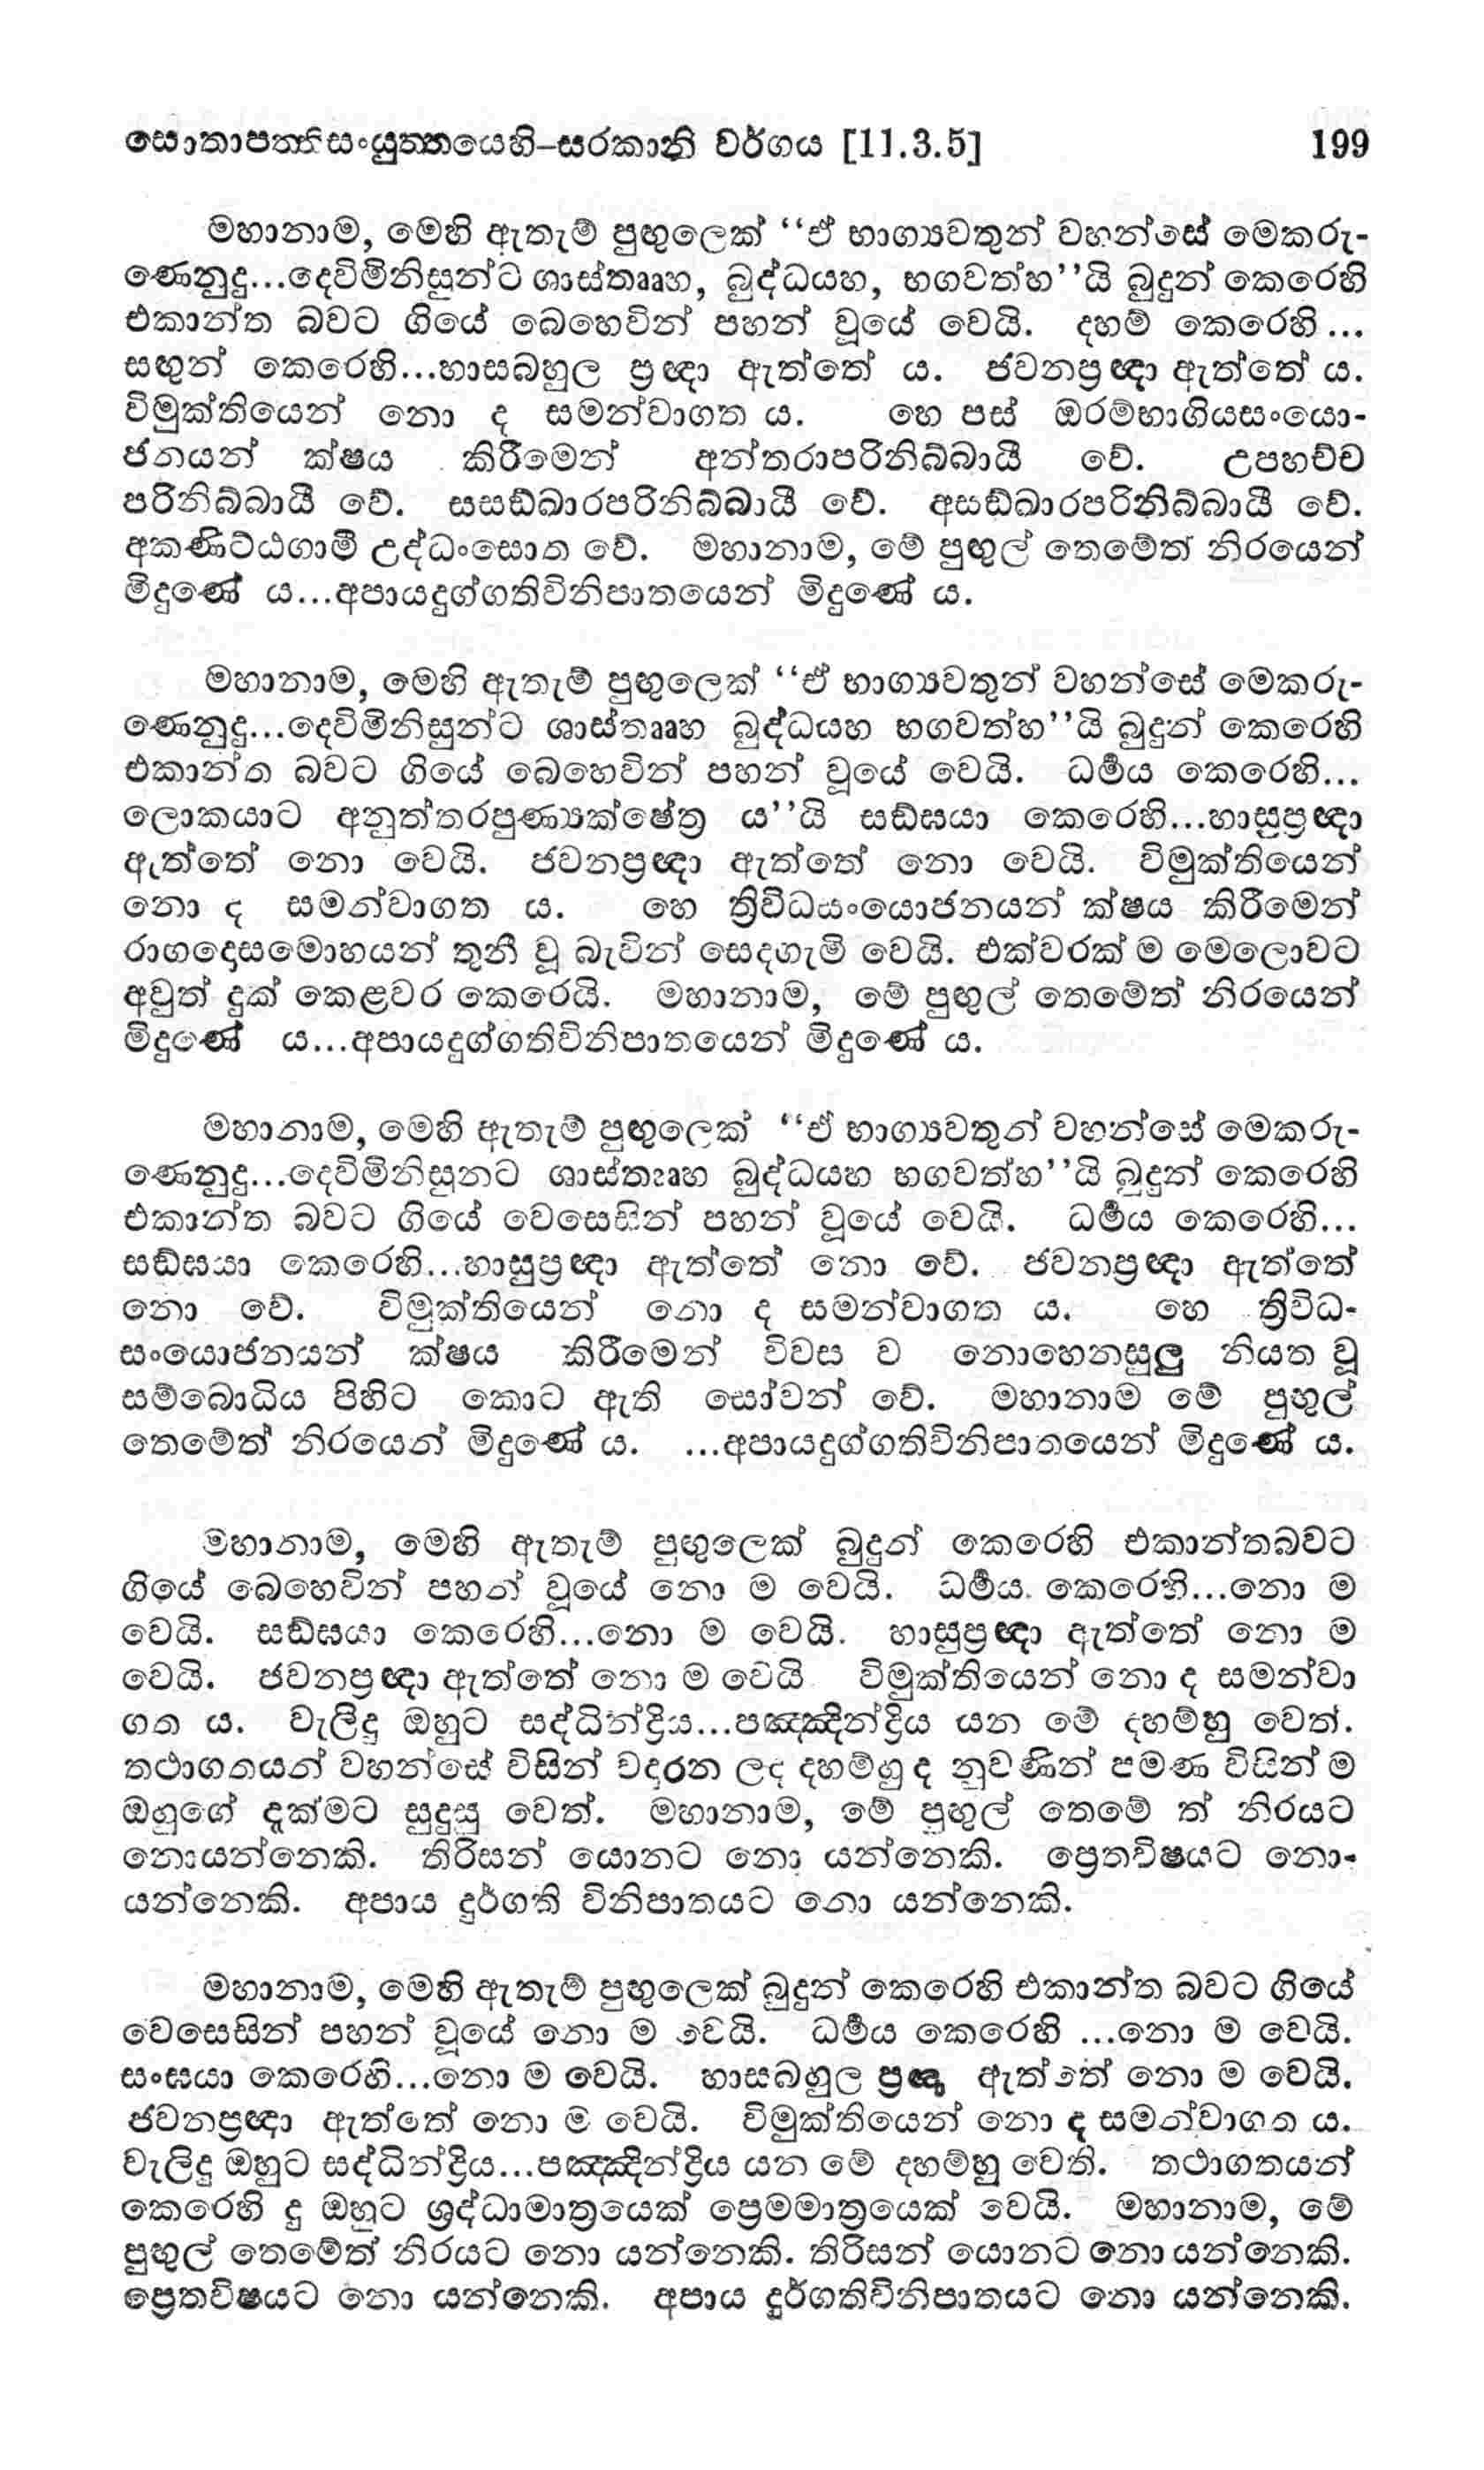 සොතාපත්තිසංයුත්තයෙහි–සරකානි වර්ගය [11.3.5] 199
මහානාම, මෙහි ඇතැම් පුඟුලෙක් ‘‘ඒ භාග්‍යවතුන් වහන්සේ මෙකරු-
ණෙනුදු...දෙව්මිනිසුන්ට ශාස්තෲහ, බුද්ධයහ, භගවත්හ’’යි බුදුන් කෙරෙහි
එකාන්ත බවට ගියේ බෙහෙවින් පහන් වූයේ වෙයි. දහම් කෙරෙහි...
සඟුන් කෙරෙහි...හාසබහුල ප්‍රඥා ඇත්තේ ය. ජවනප්‍රඥා ඇත්තේ ය.
විමුක්තියෙන් නො ද සමන්වාගත ය. හෙ පස් ඔරම්භාගියසංයො-
ජනයන් ක්ෂය කිරීමෙන් අන්තරාපරිනිබ්බායී වේ. උපහච්ච
පරිනිබ්බායී වේ. සසඬ්ඛාරපරිනිබ්බායී වේ. අසඬ්ඛාරපරිනිබ්බායී වේ.
අකණිට්ඨගාමී උද්ධංසොත වේ. මහානාම, මේ පුඟුල් තෙමේත් නිරයෙන්
මිදුණේ ය...අපායදුග්ගතිවිනිපාතයෙන් මිදුණේ ය.
මහානාම, මෙහි ඇතැම් පුඟුලෙක් ‘‘ඒ භාග්‍යවතුන් වහන්සේ මෙකරු-
ණෙනුදු...දෙව්මිනිසුන්ට ශාස්තෲහ බුද්ධයහ භගවත්හ’’යි බුදුන් කෙරෙහි
එකාන්ත බවට ගියේ බෙහෙවින් පහන් වූයේ වෙයි. ධර්‍මය කෙරෙහි...
ලොකයාට අනුත්තරපුණ්‍යක්ෂේත්‍ර ය’’යි සඬ්ඝයා කෙරෙහි...හාසුප්‍රඥා
ඇත්තේ නො වෙයි. ජවනප්‍රඥා ඇත්තේ නො වෙයි. විමුක්තියෙන්
නො ද සමන්වාගත ය. හෙ ත්‍රිවිධසංයොජනයන් ක්ෂය කිරීමෙන්
රාගදොසමොහයන් තුනී වූ බැවින් සෙදගැමි වෙයි. එක්වරක් ම මෙලොවට
අවුත් දුක් කෙළවර කෙරෙයි. මහානාම, මේ පුඟුල් තෙමේත් නිරයෙන්
මිදුණේ ය...අපායදුග්ගතිවිනිපාතයෙන් මිදුණේ ය.
මහානාම, මෙහි ඇතැම් පුඟුලෙක් ‘‘ඒ භාග්‍යවතුන් වහන්සේ මෙකරු-
ණෙනුදු...දෙව්මිනිසුනට ශාස්තෲහ බුද්ධයහ භගවත්හ’’යි බුදුන් කෙරෙහි
එකාන්ත බවට ගියේ වෙසෙසින් පහන් වූයේ වෙයි. ධර්‍මය කෙරෙහි...
සඬ්ඝයා කෙරෙහි...හාසුප්‍රඥා ඇත්තේ නො වේ. ජවනප්‍රඥා ඇත්තේ
නො වේ. විමුක්තියෙන් නො ද සමන්වාගත ය. හෙ ත්‍රිවිධ-
සංයොජනයන් ක්ෂය කිරීමෙන් විවස ව නොහෙනසුලු නියත වූ
සම්බොධිය පිහිට කොට ඇති සෝවන් වේ. මහානාම මේ පුඟුල්
තෙමේත් නිරයෙන් මිදුණේ ය. ...අපායදුග්ගතිවිනිපාතයෙන් මිදුණේ ය.
මහානාම, මෙහි ඇතැම් පුඟුලෙක් බුදුන් කෙරෙහි එකාන්තබවට
ගියේ බෙහෙවින් පහන් වූයේ නො ම වෙයි. ධර්‍මය කෙරෙහි...නො ම
වෙයි. සඬ්ඝයා කෙරෙහි...නො ම වෙයි. හාසුප්‍රඥා ඇත්තේ නො ම
වෙයි. ජවනප්‍රඥා ඇත්තේ නො ම වෙයි. විමුක්තියෙන් නො ද සමන්වා
ගත ය. වැලිදු ඔහුට සද්ධින්ද්‍රිය...පඤ්ඤින්ද්‍රිය යන මේ දහම්හු වෙත්.
තථාගතයන් වහන්සේ විසින් වදාරන ලද දහම්හු ද නුවණින් පමණ විසින් ම
ඔහුගේ දැක්මට සුදුසු වෙත්. මහානාම, මේ පුඟුල් තෙමේ ත් නිරයට
නොයන්නෙකි. තිරිසන් යොනට නො යන්නෙකි. ප්‍රෙතවිෂයට නො-
යන්නෙකි. අපාය දුර්ගති විනිපාතයට නො යන්නෙකි.
මහානාම, මෙහි ඇතැම් පුඟුලෙක් බුදුන් කෙරෙහි එකාන්ත බවට ගියේ
වෙසෙසින් පහන් වූයේ නො ම වෙයි. ධර්‍මය කෙරෙහි ...නො ම වෙයි.
සංඝයා කෙරෙහි...නො ම වෙයි. හාසබහුල ප්‍රඥා ඇත්තේ නො ම වෙයි.
ජවනප්‍රඥා ඇත්තේ නො ම වෙයි. විමුක්තියෙන් නො ද සමන්වාගත ය.
වැලිදු ඔහුට සද්ධින්ද්‍රිය...පඤ්ඤින්ද්‍රිය යන මේ දහම්හු වෙති. තථාගතයන්
කෙරෙහි දු ඔහුට ශ්‍රද්ධාමාත්‍රයෙක් ප්‍රෙමමාත්‍රයෙක් වෙයි. මහානාම, මේ
පුඟුල් තෙමේත් නිරයට නො යන්නෙකි. තිරිසන් යොනට නො යන්නෙකි.
ප්‍රෙතවිෂයට නො යන්නෙකි. අපාය දුර්ගතිවිනිපාතයට නො යන්නෙකි.